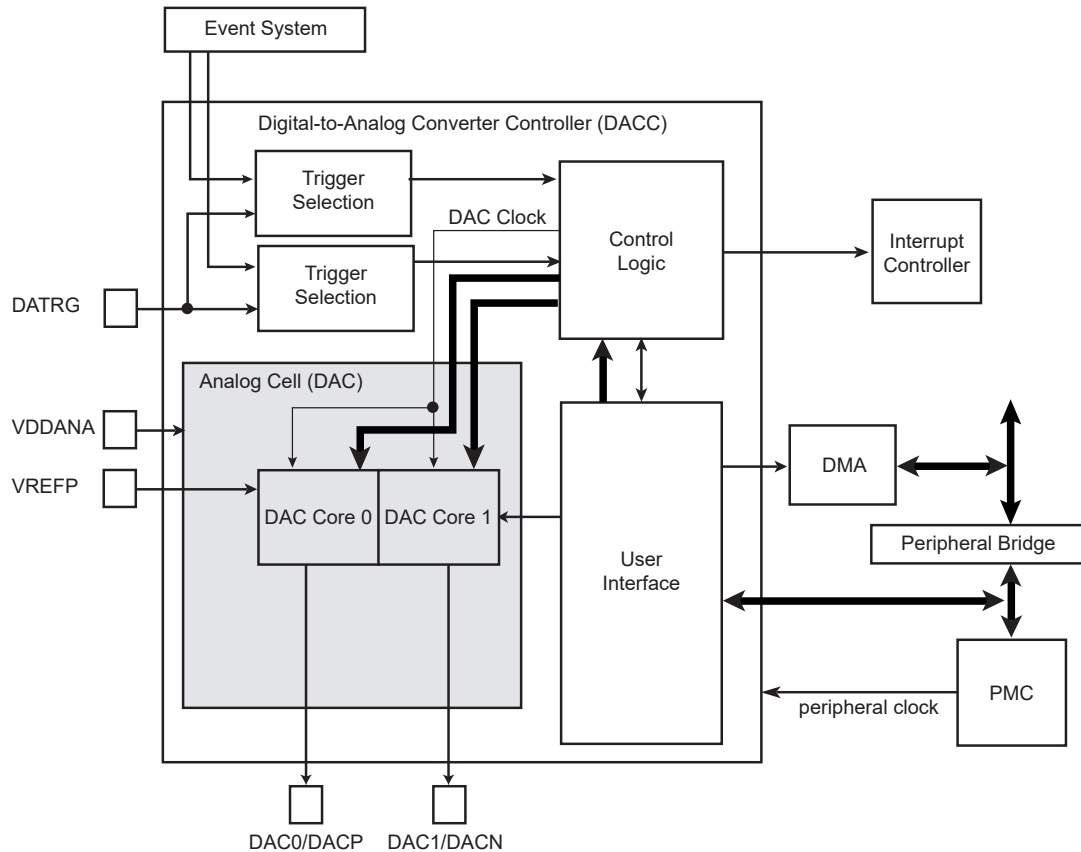 Event System
Digital-to-Analog Converter Controller (DACC)
Trigger
Selection
DAC Clock
Control
Logic
Interrupt
Controller
Trigger
Selection
DATRG
Analog Cell (DAC)
VDDANA
VREFP
DMA
DAC Core 0
DAC Core 1
Peripheral Bridge
User
Interface
PMC
peripheral clock
DAC0/DACP
DAC1/DACN